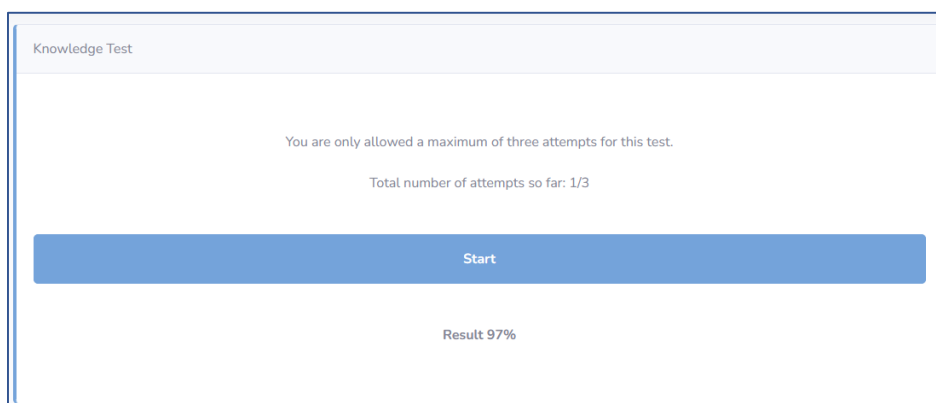 Knowledge Test
You are only allowed a maximum of three attempts for this test.
Total number of attempts so far: 1/3
Start
Result 97%